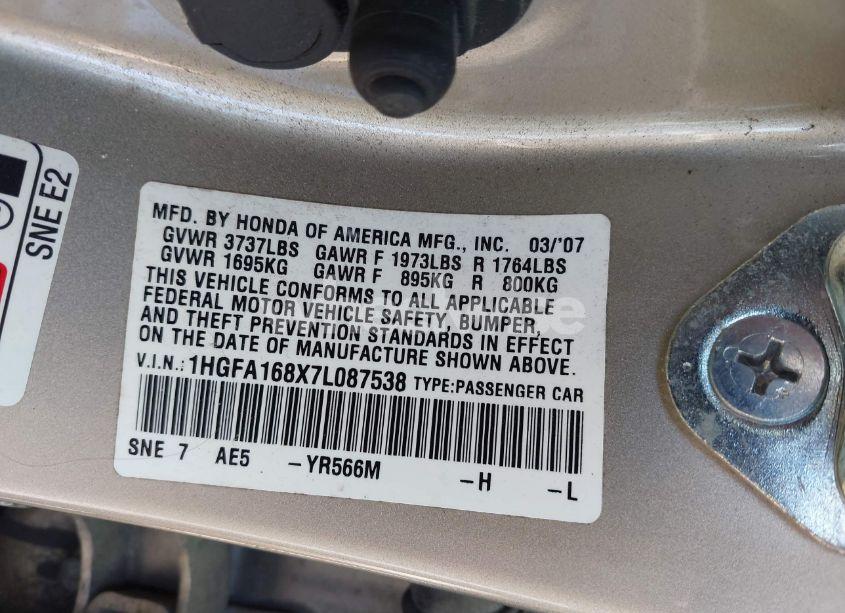 SNE E2
MFD. BY HONDA OF AMERICA MFG., INC. 03/'07
GVWR 3737LBS GAWR F 1973LBS R 1764LBS
GVWR 1695KG GAWR F 895KG R 800KG
THIS VEHICLE CONFORMS TO ALL APPLICABLE
FEDERAL MOTOR VEHICLE SAFETY, BUMPER,
AND THEFT PREVENTION STANDARDS IN EFFECT
ON THE DATE OF MANUFACTURE SHOWN ABOVE.
V.I.N.: 1HGFA168X7L087538 TYPE:PASSENGER CAR
SNE 7 AE5 -YR566M -H -L